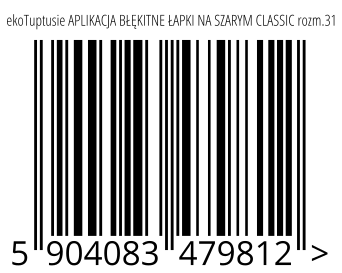 ekoTuptusie APLIKACJA BŁĘKITNE ŁAPKI NA SZARYM CLASSIC rozm.31
5 904083 479812 >